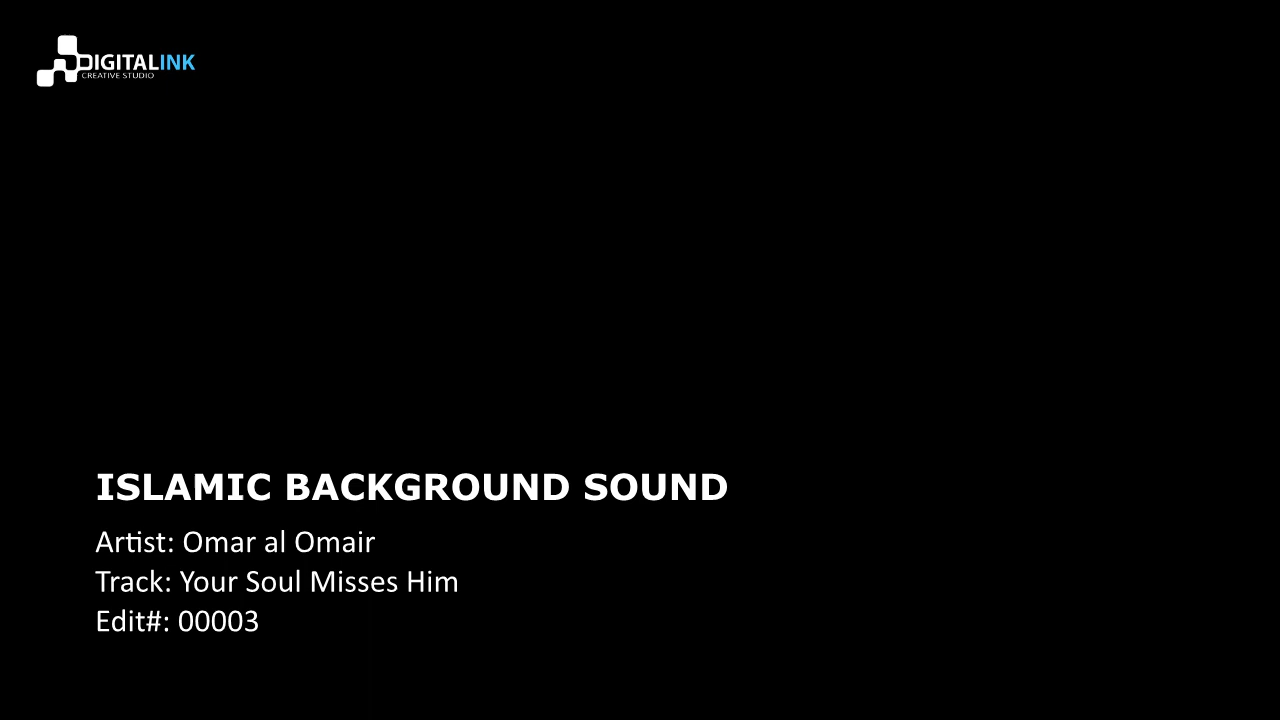 DIGITALINK
CREATIVE STUDIO
ISLAMIC BACKGROUND SOUND
Artist: Omar al Omair
Track: Your Soul Misses Him
Edit#: 00003